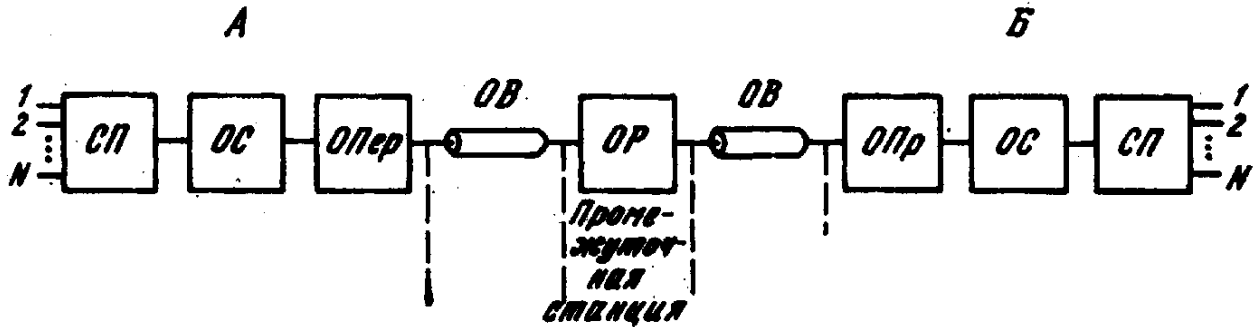 А Б
ОВ ОВ
1 1
2 2
СП ОС ОПер ОР ОПр ОС СП
N N
Проме-
жуточ-
ная
станция